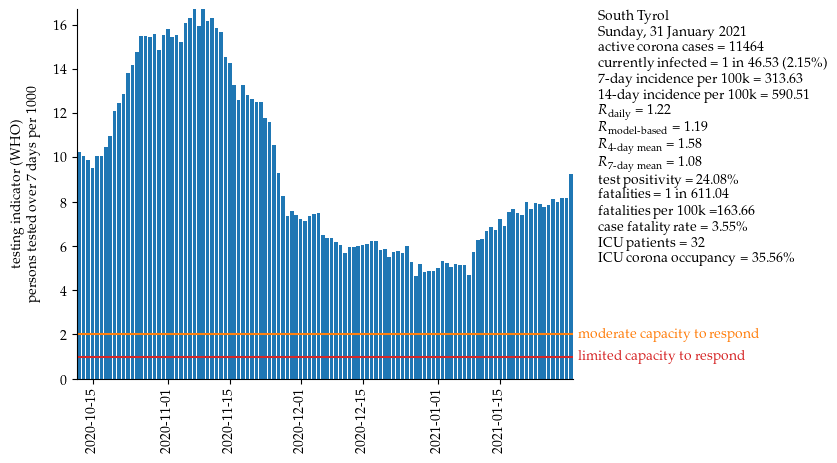 South Tyrol
Sunday, 31 January 2021
active corona cases = 11464
currently infected = 1 in 46.53 (2.15%)
7-day incidence per 100k = 313.63
14-day incidence per 100k = 590.51
R daily = 1.22
R model-based = 1.19
R 4-day mean = 1.58
R 7-day mean = 1.08
test positivity = 24.08%
fatalities = 1 in 611.04
fatalities per 100k =163.66
case fatality rate = 3.55%
ICU patients = 32
ICU corona occupancy = 35.56%
testing indicator (WHO)
persons tested over 7 days per 1000
16
14
12
10
8
6
4
2
0
moderate capacity to respond
limited capacity to respond
2020-10-15
2020-11-01
2020-11-15
2020-12-01
2020-12-15
2021-01-01
2021-01-15